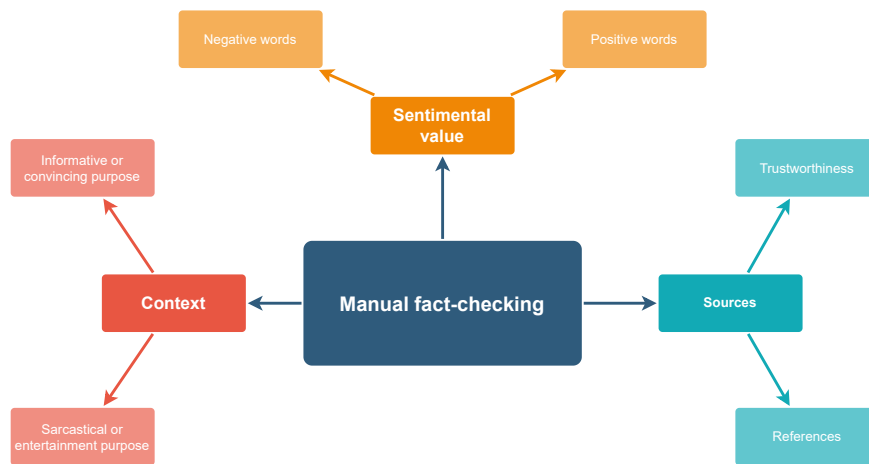 Negative words
Positive words
Sentimental
value
Informative or
convincing purpose
Trustworthiness
Context
Manual fact-checking
Sources
Sarcastical or
entertainment purpose
References